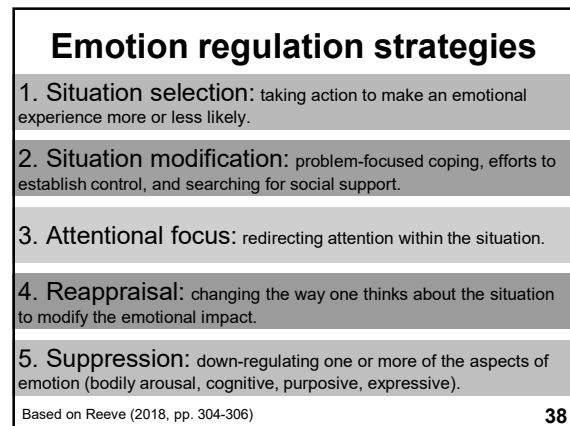 Emotion regulation strategies
1. Situation selection: taking action to make an emotional
experience more or less likely.
2. Situation modification: problem-focused coping, efforts to
establish control, and searching for social support.
3. Attentional focus: redirecting attention within the situation.
4. Reappraisal: changing the way one thinks about the situation
to modify the emotional impact.
5. Suppression: down-regulating one or more of the aspects of
emotion (bodily arousal, cognitive, purposive, expressive).
Based on Reeve (2018, pp. 304-306)
38